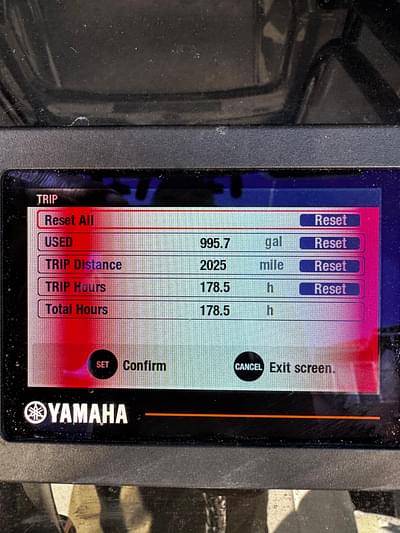 TRIP
Reset All Reset
USED 995.7 gal Reset
TRIP Distance 2025 mile Reset
TRIP Hours 178.5 h Reset
Total Hours 178.5 h
SET Confirm CANCEL Exit screen.
YAMAHA